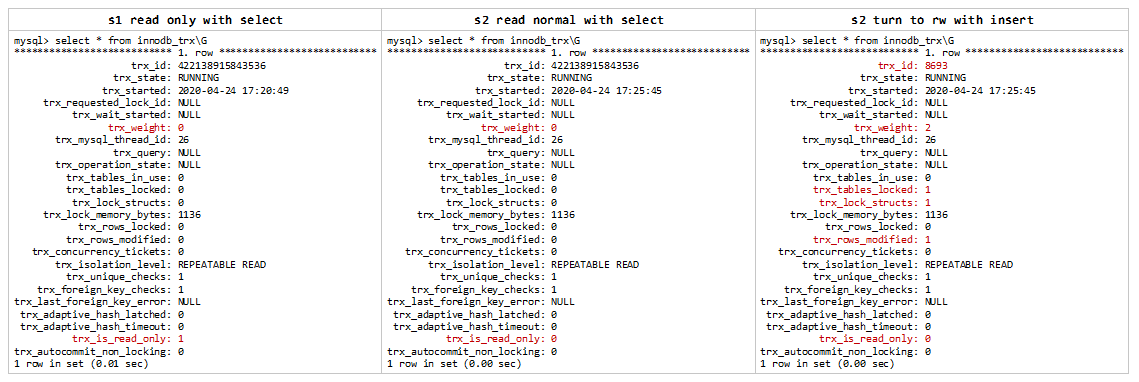 s1 read only with select
mysql> select * from innodb_trx\G
*************************** 1. row ***************************
trx_id: 422138915843536
trx_state: RUNNING
trx_started: 2020-04-24 17:20:49
trx_requested_lock_id: NULL
trx_wait_started: NULL
trx_weight: 0
trx_mysql_thread_id: 26
trx_query: NULL
trx_operation_state: NULL
trx_tables_in_use: 0
trx_tables_locked: 0
trx_lock_structs: 0
trx_lock_memory_bytes: 1136
trx_rows_locked: 0
trx_rows_modified: 0
trx_concurrency_tickets: 0
trx_isolation_level: REPEATABLE READ
trx_unique_checks: 1
trx_foreign_key_checks: 1
trx_last_foreign_key_error: NULL
trx_adaptive_hash_latched: 0
trx_adaptive_hash_timeout: 0
trx_is_read_only: 1
trx_autocommit_non_locking: 0
1 row in set (0.01 sec)
s2 read normal with select
mysql> select * from innodb_trx\G
*************************** 1. row ***************************
trx_id: 422138915843536
trx_state: RUNNING
trx_started: 2020-04-24 17:25:45
trx_requested_lock_id: NULL
trx_wait_started: NULL
trx_weight: 0
trx_mysql_thread_id: 26
trx_query: NULL
trx_operation_state: NULL
trx_tables_in_use: 0
trx_tables_locked: 0
trx_lock_structs: 0
trx_lock_memory_bytes: 1136
trx_rows_locked: 0
trx_rows_modified: 0
trx_concurrency_tickets: 0
trx_isolation_level: REPEATABLE READ
trx_unique_checks: 1
trx_foreign_key_checks: 1
trx_last_foreign_key_error: NULL
trx_adaptive_hash_latched: 0
trx_adaptive_hash_timeout: 0
trx_is_read_only: 0
trx_autocommit_non_locking: 0
1 row in set (0.00 sec)
s2 turn to rw with insert
mysql> select * from innodb_trx\G
*************************** 1. row ***************************
trx_id: 8693
trx_state: RUNNING
trx_started: 2020-04-24 17:25:45
trx_requested_lock_id: NULL
trx_wait_started: NULL
trx_weight: 2
trx_mysql_thread_id: 26
trx_query: NULL
trx_operation_state: NULL
trx_tables_in_use: 0
trx_tables_locked: 1
trx_lock_structs: 1
trx_lock_memory_bytes: 1136
trx_rows_locked: 0
trx_rows_modified: 1
trx_concurrency_tickets: 0
trx_isolation_level: REPEATABLE READ
trx_unique_checks: 1
trx_foreign_key_checks: 1
trx_last_foreign_key_error: NULL
trx_adaptive_hash_latched: 0
trx_adaptive_hash_timeout: 0
trx_is_read_only: 0
trx_autocommit_non_locking: 0
1 row in set (0.00 sec)